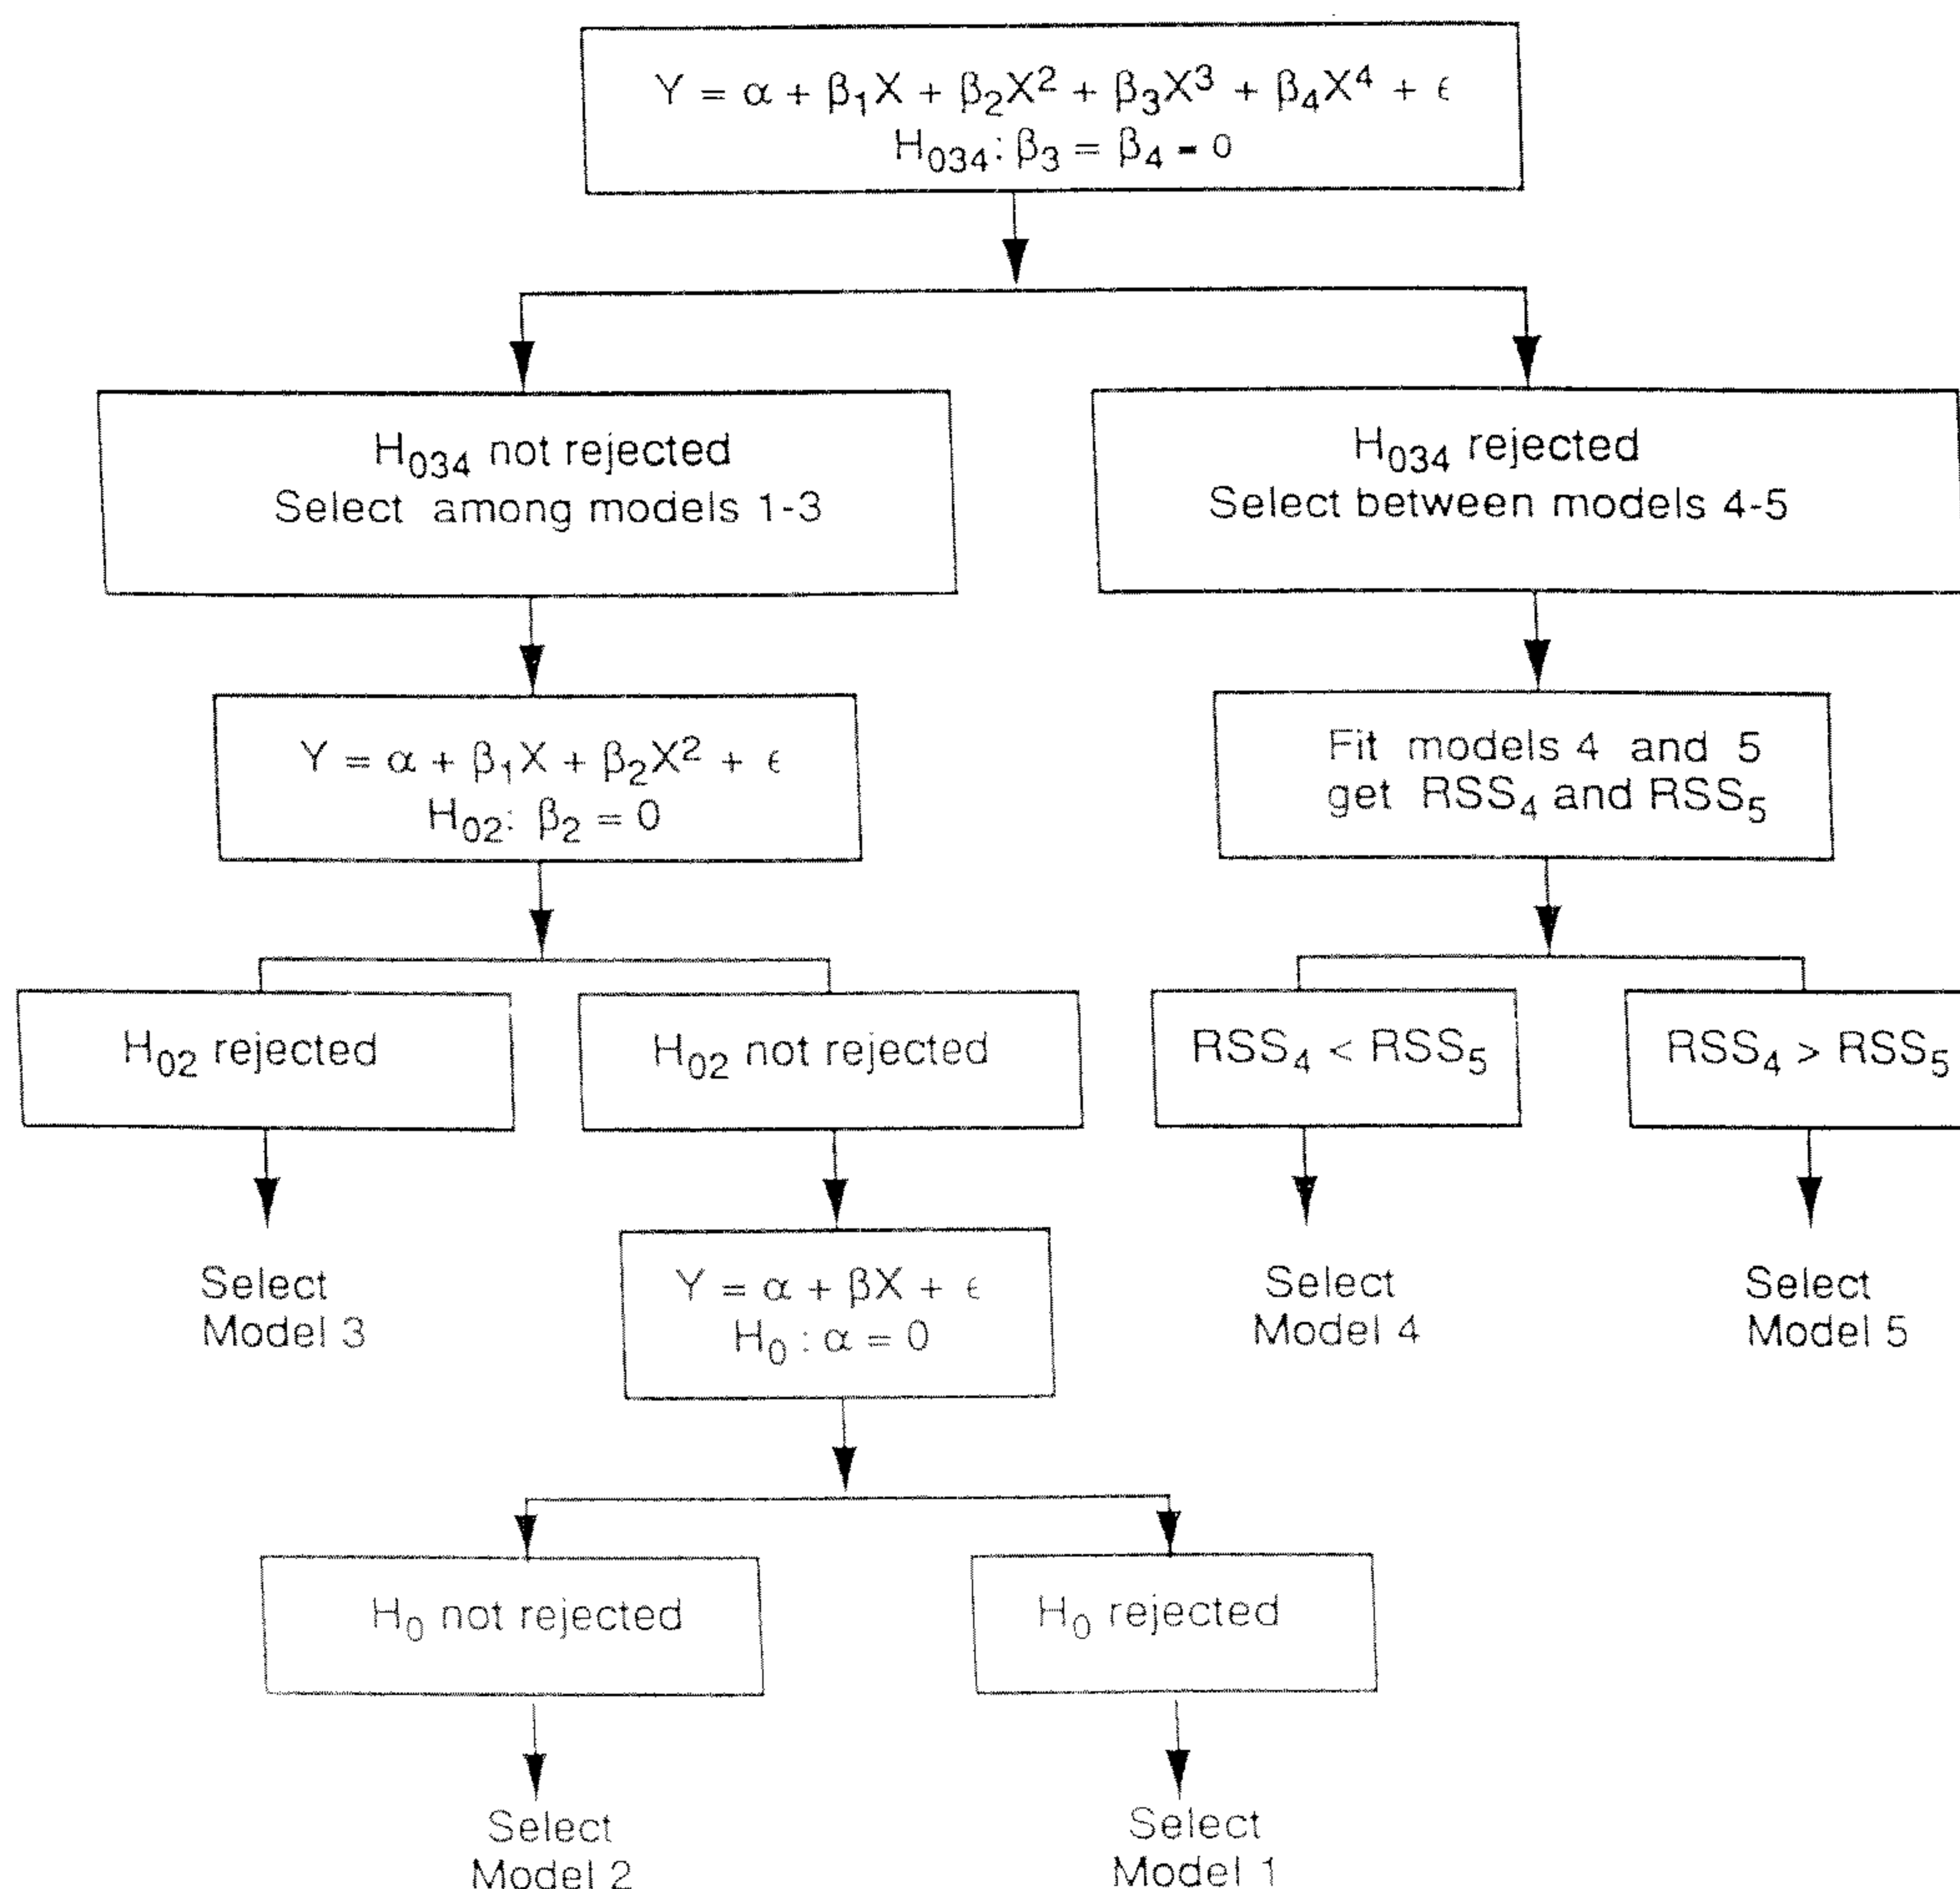 Y = α + β₁X + β₂X² + β₃X³ + β₄X⁴ + ϵ
H₀₃₄: β₃ = β₄ = 0
H₀₃₄ not rejected
Select among models 1-3
H₀₃₄ rejected
Select between models 4-5
Y = α + β₁X + β₂X² + ϵ
H₀₂: β₂ = 0
Fit models 4 and 5
get RSS₄ and RSS₅
H₀₂ rejected
H₀₂ not rejected
RSS₄ < RSS₅
RSS₄ > RSS₅
Select
Model 3
Y = α + βX + ϵ
H₀ : α = 0
Select
Model 4
Select
Model 5
H₀ not rejected
H₀ rejected
Select
Model 2
Select
Model 1